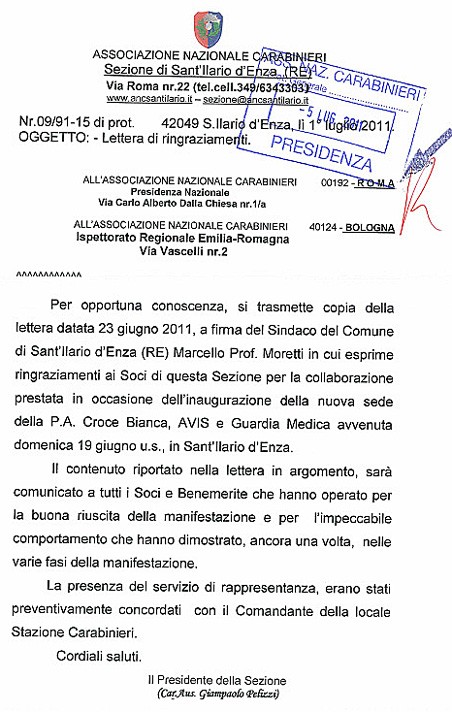 ASSOCIAZIONE NAZIONALE CARABINIERI
Sezione di Sant'Ilario d'Enza (RE)
Via Roma nr.22 (tel.cell.349/6343303)
www.ancsantilario.it – sezione@ancsantilario.it
ASS. NAZ. CARABINIERI
-5 LUG. 2011
PRESIDENZA
Nr.09/91-15 di prot. 42049 S.Ilario d'Enza, lì 1° luglio 2011.
OGGETTO: - Lettera di ringraziamenti.
ALL'ASSOCIAZIONE NAZIONALE CARABINIERI 00192 - R O M A
Presidenza Nazionale
Via Carlo Alberto Dalla Chiesa nr.1/a
ALL'ASSOCIAZIONE NAZIONALE CARABINIERI 40124 - BOLOGNA
Ispettorato Regionale Emilia-Romagna
Via Vascelli nr.2
^^^^^^^^^^^^
Per opportuna conoscenza, si trasmette copia della
lettera datata 23 giugno 2011, a firma del Sindaco del Comune
di Sant'Ilario d'Enza (RE) Marcello Prof. Moretti in cui esprime
ringraziamenti ai Soci di questa Sezione per la collaborazione
prestata in occasione dell'inaugurazione della nuova sede
della P.A. Croce Bianca, AVIS e Guardia Medica avvenuta
domenica 19 giugno u.s., in Sant'Ilario d'Enza.
Il contenuto riportato nella lettera in argomento, sarà
comunicato a tutti i Soci e Benemerite che hanno operato per
la buona riuscita della manifestazione e per l'impeccabile
comportamento che hanno dimostrato, ancora una volta, nelle
varie fasi della manifestazione.
La presenza del servizio di rappresentanza, erano stati
preventivamente concordati con il Comandante della locale
Stazione Carabinieri.
Cordiali saluti.
Il Presidente della Sezione
(Car.Aus. Giampaolo Pelizzi)